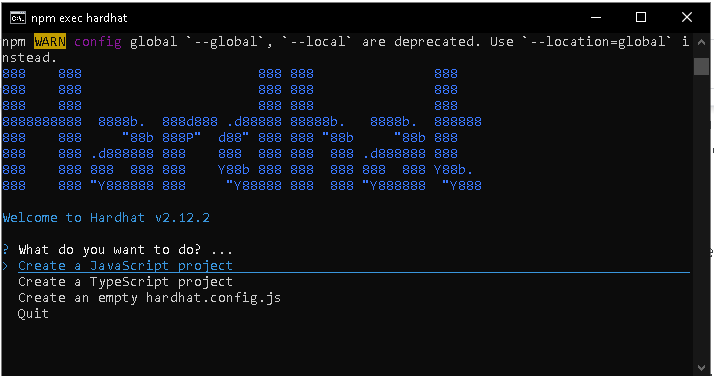 npm exec hardhat
npm WARN config global `--global`, `--local` are deprecated. Use `--location=global` i
nstead.
888    888                      888 888               888
888    888                      888 888               888
888    888                      888 888               888
8888888888  8888b.  888d888 .d88888 88888b.   8888b.  888888
888    888     "88b 888P"  d88" 888 888 "88b     "88b 888
888    888 .d888888 888    888  888 888  888 .d888888 888
888    888 888  888 888    Y88b 888 888  888 888  888 Y88b.
888    888 "Y888888 888     "Y88888 888  888 "Y888888  "Y888
Welcome to Hardhat v2.12.2
? What do you want to do? ...
> Create a JavaScript project
Create a TypeScript project
Create an empty hardhat.config.js
Quit